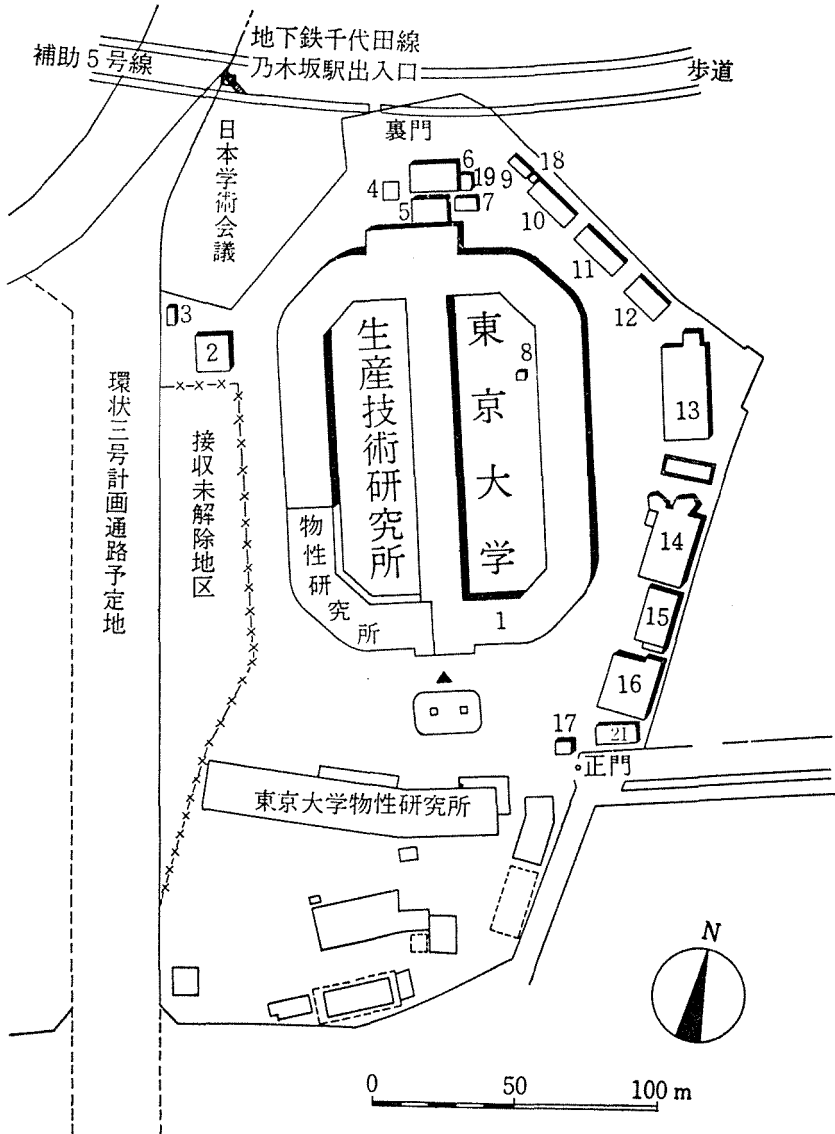 地下鉄千代田線
乃木坂駅出入口
補助5号線
歩道
裏門
日本学術会議
6
18
19
9
4
7
5
10
11
12
3
2
8
13
東京大学
生産技術研究所
環状三号計画通路予定地
接収未解除地区
物性研究所
14
1
15
16
17
21
正門
東京大学物性研究所
N
0
50
100 m